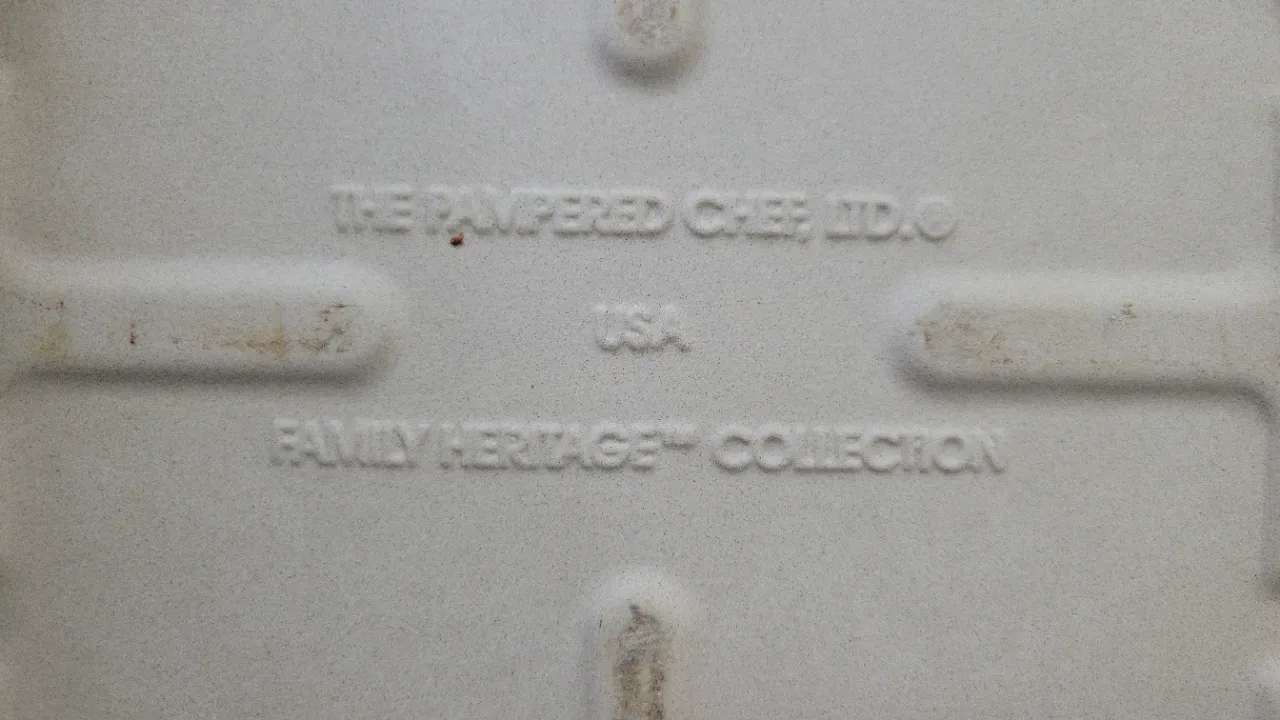 THE PAMPERED CHEF, LTD.©
USA
FAMILY HERITAGE™ COLLECTION